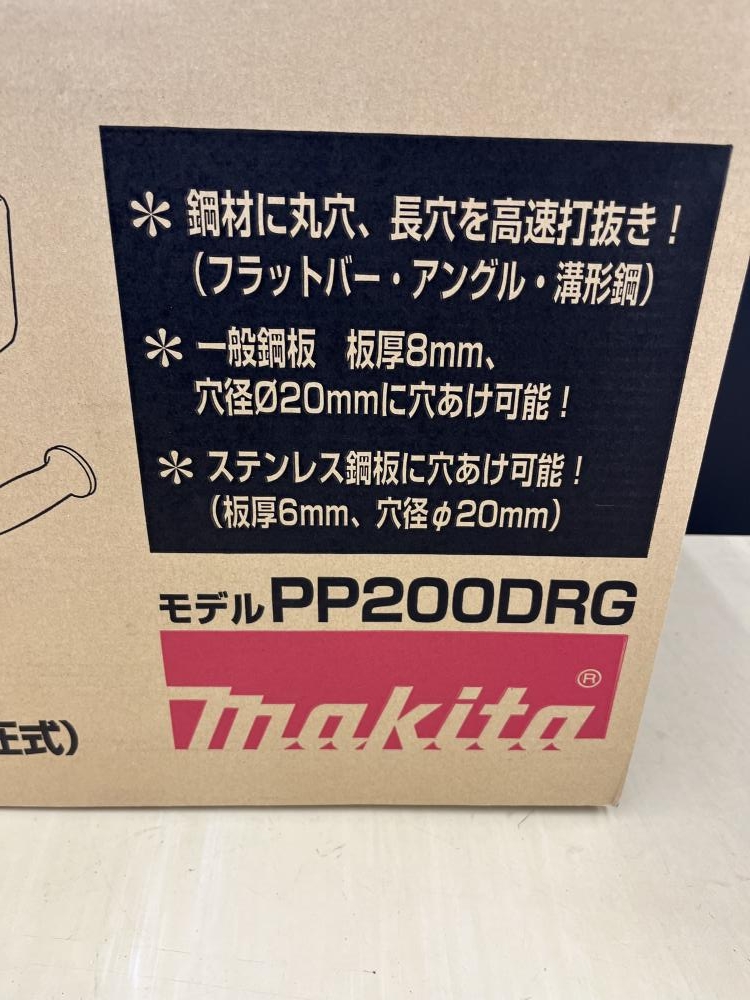 ＊ 鋼材に丸穴、長穴を高速打抜き！
（フラットバー・アングル・溝形鋼）
＊ 一般鋼板　板厚8mm、
穴径Ø20mmに穴あけ可能！
＊ ステンレス鋼板に穴あけ可能！
（板厚6mm、穴径φ20mm）
モデルPP200DRG
makita®
圧式）